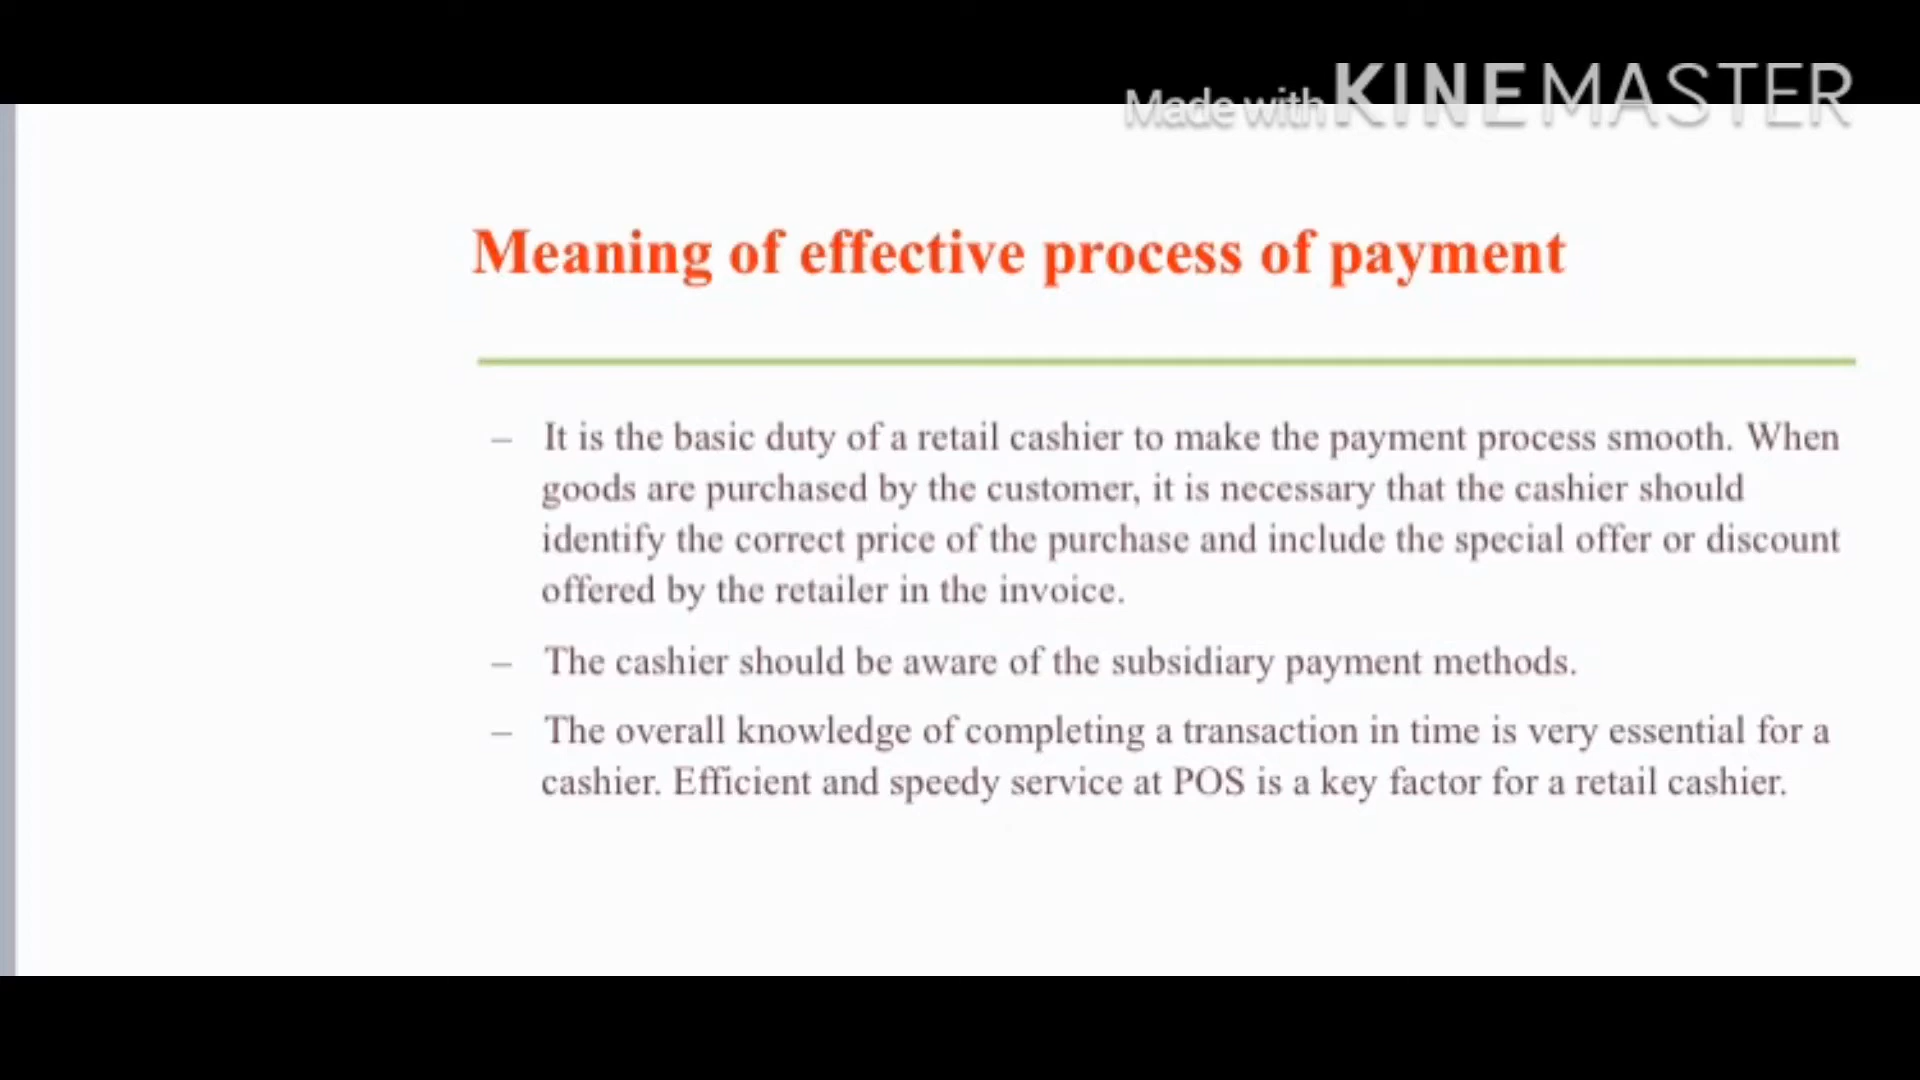 Made with KINEMASTER
Meaning of effective process of payment
– It is the basic duty of a retail cashier to make the payment process smooth. When
goods are purchased by the customer, it is necessary that the cashier should
identify the correct price of the purchase and include the special offer or discount
offered by the retailer in the invoice.
– The cashier should be aware of the subsidiary payment methods.
– The overall knowledge of completing a transaction in time is very essential for a
cashier. Efficient and speedy service at POS is a key factor for a retail cashier.